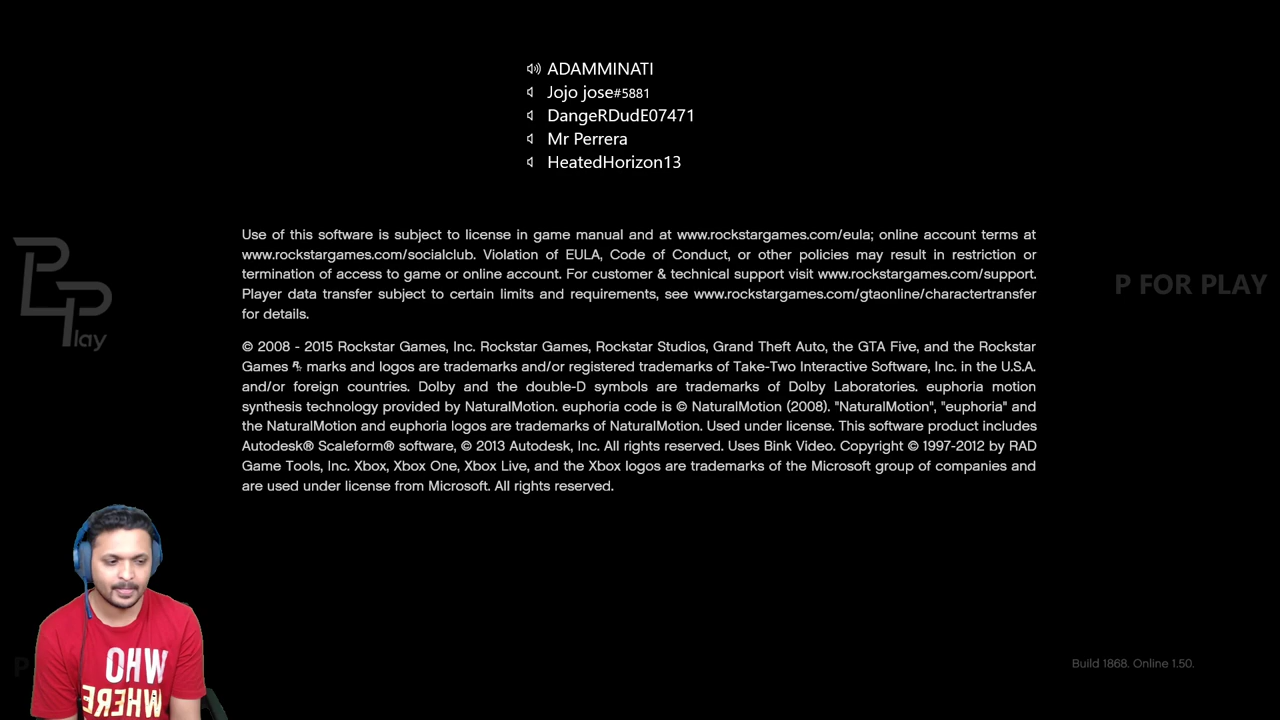 ADAMMINATI
Jojo jose#5881
DangeRDudE07471
Mr Perrera
HeatedHorizon13
Use of this software is subject to license in game manual and at www.rockstargames.com/eula; online account terms at
www.rockstargames.com/socialclub. Violation of EULA, Code of Conduct, or other policies may result in restriction or
termination of access to game or online account. For customer & technical support visit www.rockstargames.com/support.
Player data transfer subject to certain limits and requirements, see www.rockstargames.com/gtaonline/charactertransfer
for details.
PLay
P FOR PLAY
© 2008 - 2015 Rockstar Games, Inc. Rockstar Games, Rockstar Studios, Grand Theft Auto, the GTA Five, and the Rockstar
Games R* marks and logos are trademarks and/or registered trademarks of Take-Two Interactive Software, Inc. in the U.S.A.
and/or foreign countries. Dolby and the double-D symbols are trademarks of Dolby Laboratories. euphoria motion
synthesis technology provided by NaturalMotion. euphoria code is © NaturalMotion (2008). "NaturalMotion", "euphoria" and
the NaturalMotion and euphoria logos are trademarks of NaturalMotion. Used under license. This software product includes
Autodesk® Scaleform® software, © 2013 Autodesk, Inc. All rights reserved. Uses Bink Video. Copyright © 1997-2012 by RAD
Game Tools, Inc. Xbox, Xbox One, Xbox Live, and the Xbox logos are trademarks of the Microsoft group of companies and
are used under license from Microsoft. All rights reserved.
WHO
WHERE
Build 1868. Online 1.50.